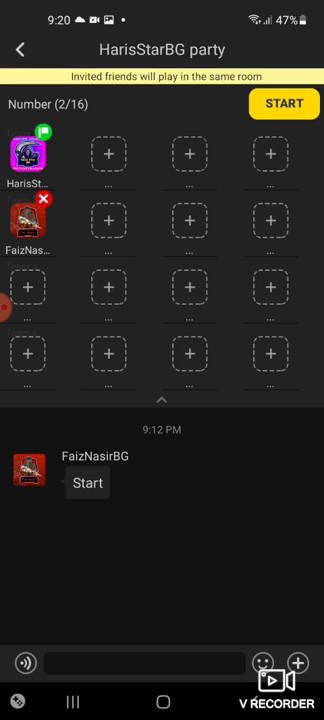 9:20
47%
HarisStarBG party
Invited friends will play in the same room
Number (2/16)
START
HarisSt...
...
...
...
FaizNas...
...
...
...
...
...
...
...
...
...
...
...
9:12 PM
FaizNasirBG
Start
V RECORDER